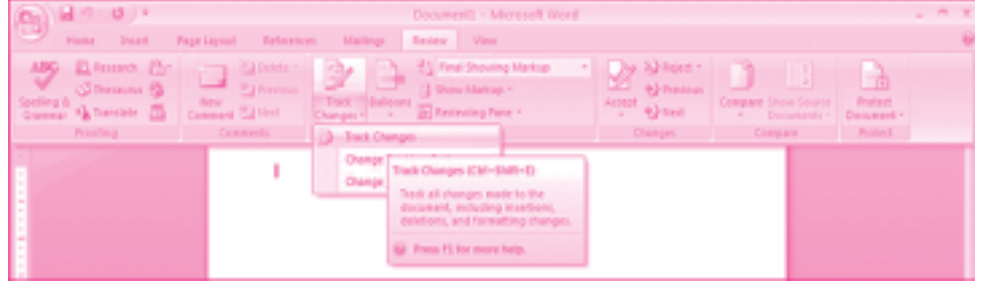 Document1 - Microsoft Word
Home Insert Page Layout References Mailings Review View
ABC Research Delete Final Showing Markup Reject
Thesaurus Previous Show Markup Previous
Spelling & Grammar Translate New Comment Next Track Changes Balloons Reviewing Pane Accept Next Compare Show Source Documents Protect Document
Proofing Comments Changes Compare Protect
Track Changes
Change
Track Changes (Ctrl+Shift+E)
Change
Track all changes made to the
document, including insertions,
deletions, and formatting changes.
Press F1 for more help.